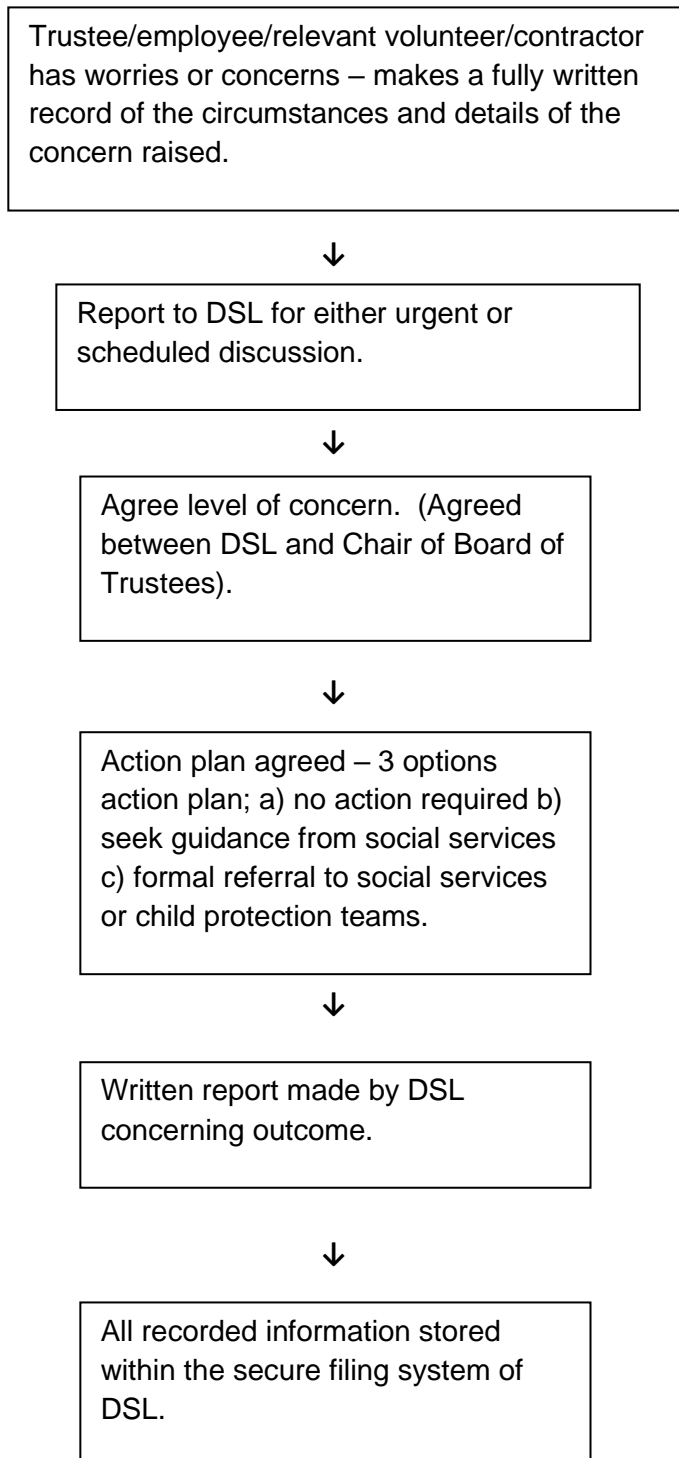 Trustee/employee/relevant volunteer/contractor
has worries or concerns – makes a fully written
record of the circumstances and details of the
concern raised.
↓
Report to DSL for either urgent or
scheduled discussion.
↓
Agree level of concern.  (Agreed
between DSL and Chair of Board of
Trustees).
↓
Action plan agreed – 3 options
action plan; a) no action required b)
seek guidance from social services
c) formal referral to social services
or child protection teams.
↓
Written report made by DSL
concerning outcome.
↓
All recorded information stored
within the secure filing system of
DSL.